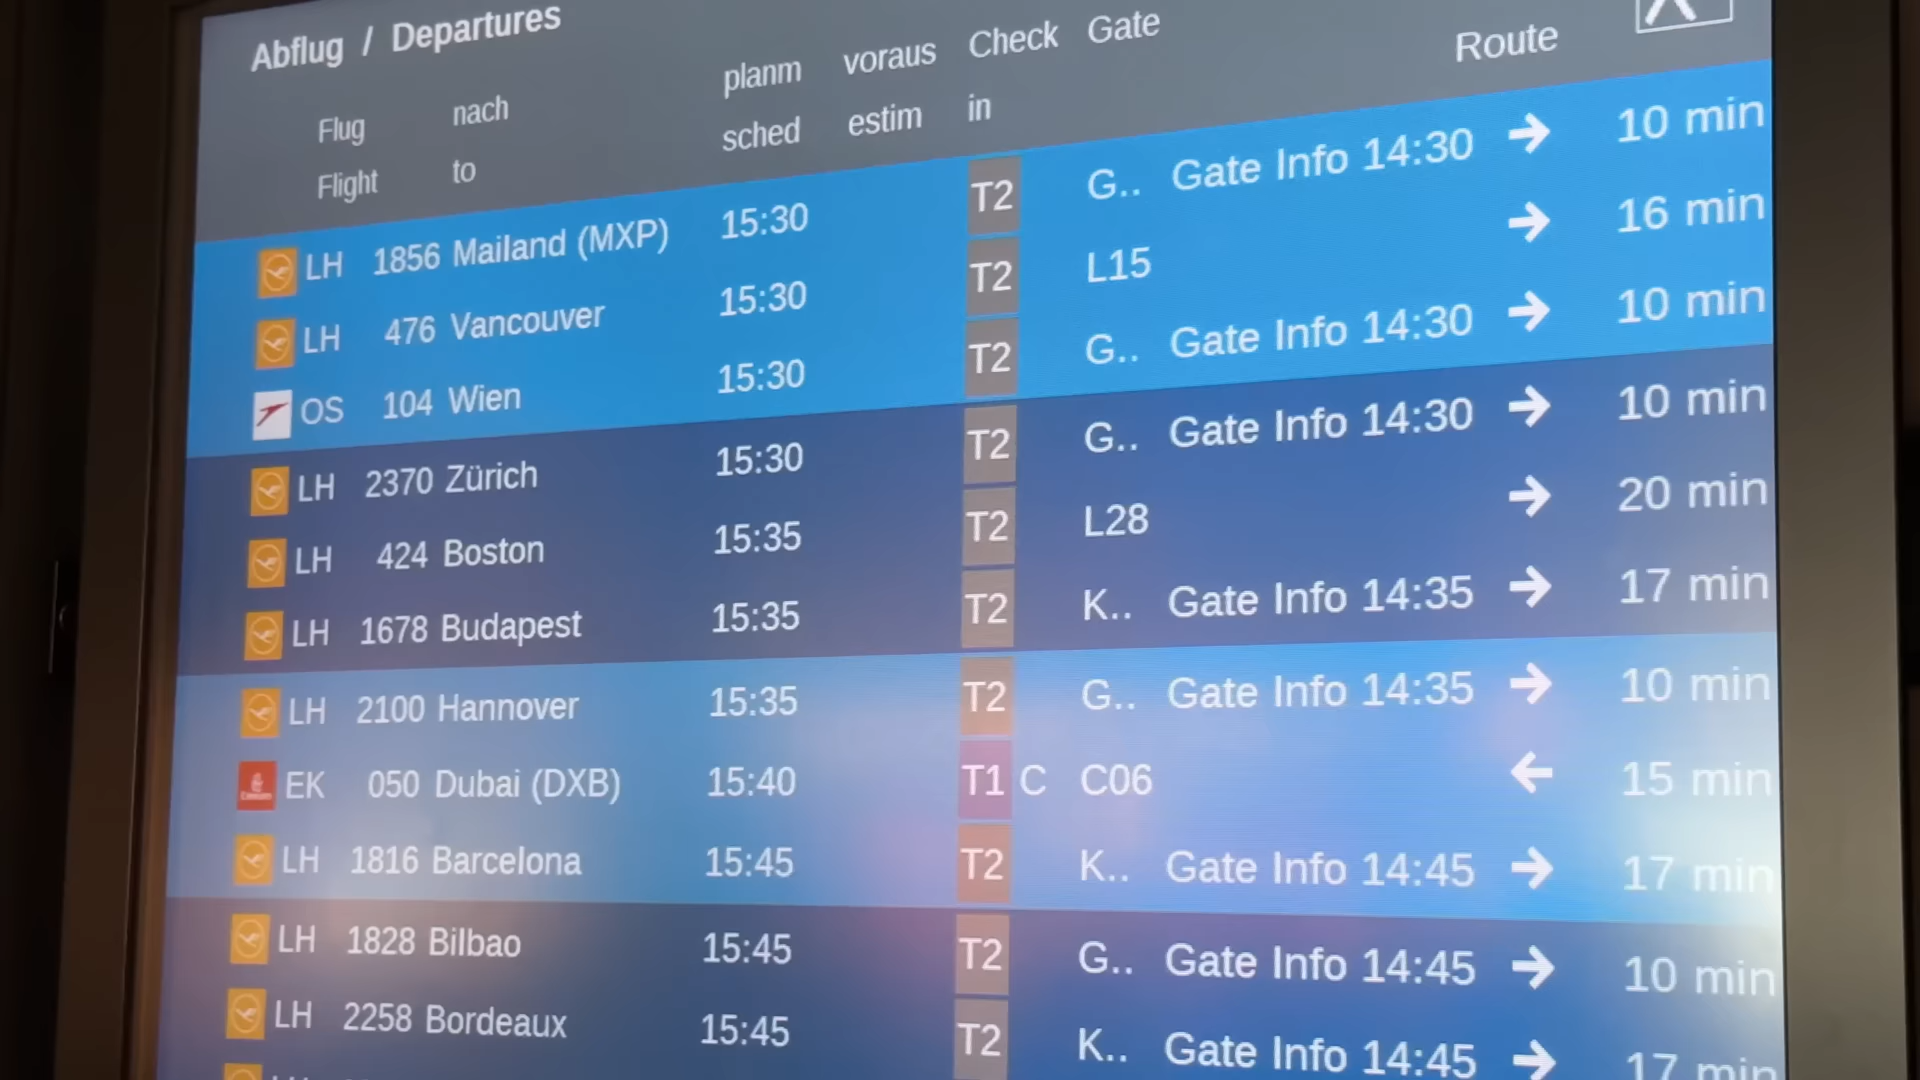 Abflug / Departures
Flug nach planm voraus Check Gate Route
Flight to sched estim in
LH 1856 Mailand (MXP) 15:30 T2 G.. Gate Info 14:30 → 10 min
LH 476 Vancouver 15:30 T2 L15 → 16 min
OS 104 Wien 15:30 T2 G.. Gate Info 14:30 → 10 min
LH 2370 Zürich 15:30 T2 G.. Gate Info 14:30 → 10 min
LH 424 Boston 15:35 T2 L28 → 20 min
LH 1678 Budapest 15:35 T2 K.. Gate Info 14:35 → 17 min
LH 2100 Hannover 15:35 T2 G.. Gate Info 14:35 → 10 min
EK 050 Dubai (DXB) 15:40 T1 C C06 ← 15 min
LH 1816 Barcelona 15:45 T2 K.. Gate Info 14:45 → 17 min
LH 1828 Bilbao 15:45 T2 G.. Gate Info 14:45 → 10 min
LH 2258 Bordeaux 15:45 T2 K.. Gate Info 14:45 → 17 min